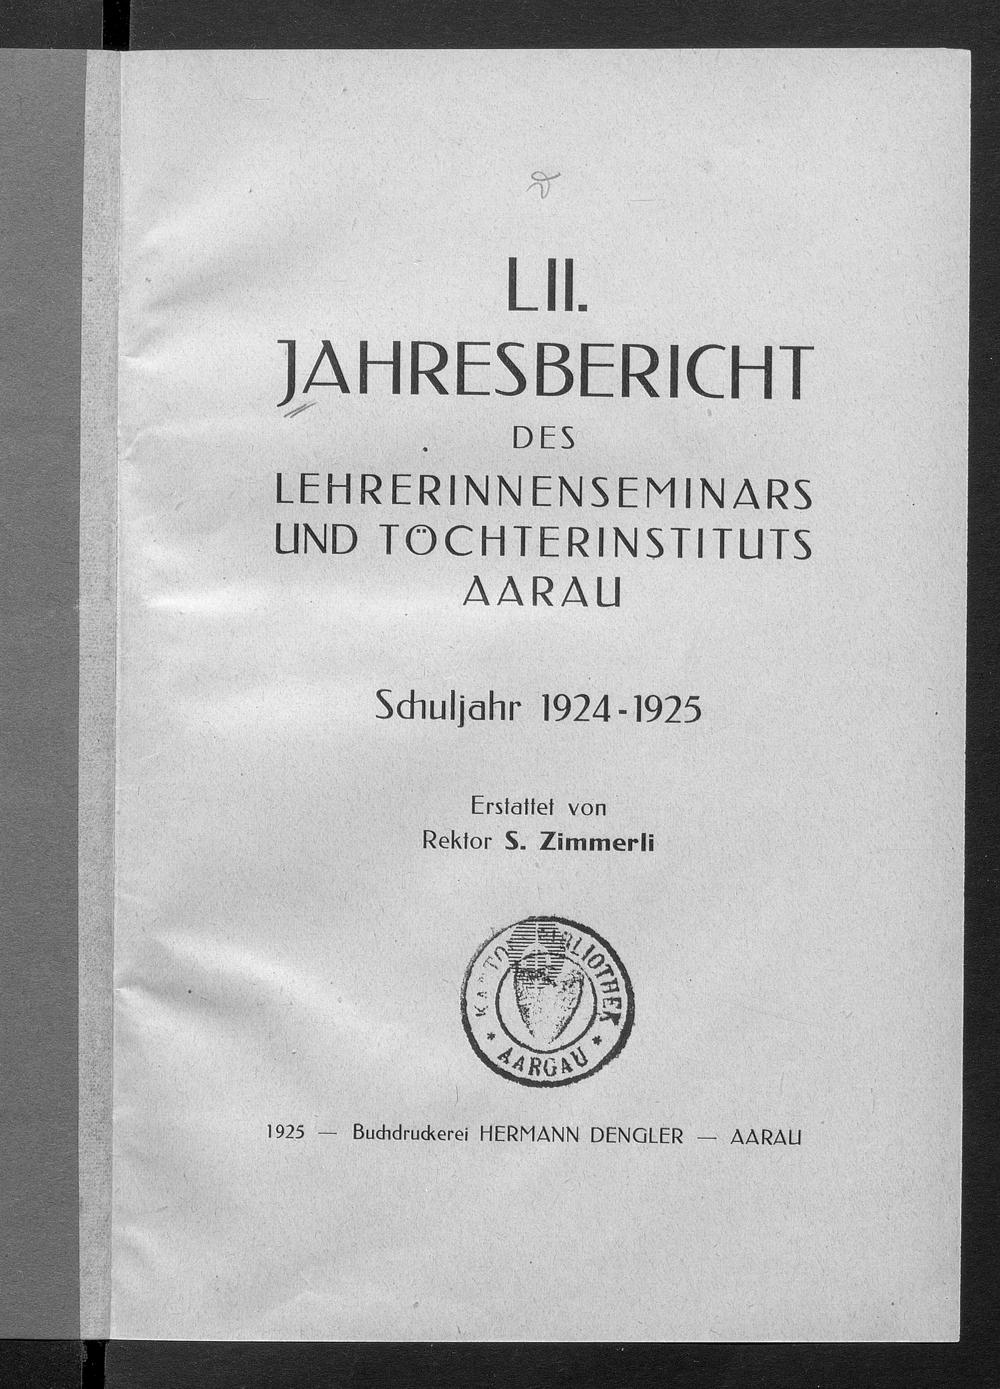 LII.
JAHRESBERICHT
DES
LEHRERINNENSEMINARS
UND TÖCHTERINSTITUTS
AARAU
Schuljahr 1924-1925
Erstattet von
Rektor S. Zimmerli
BIBLIOTHEK
* AARGAU *
1925 — Buchdruckerei HERMANN DENGLER — AARAU